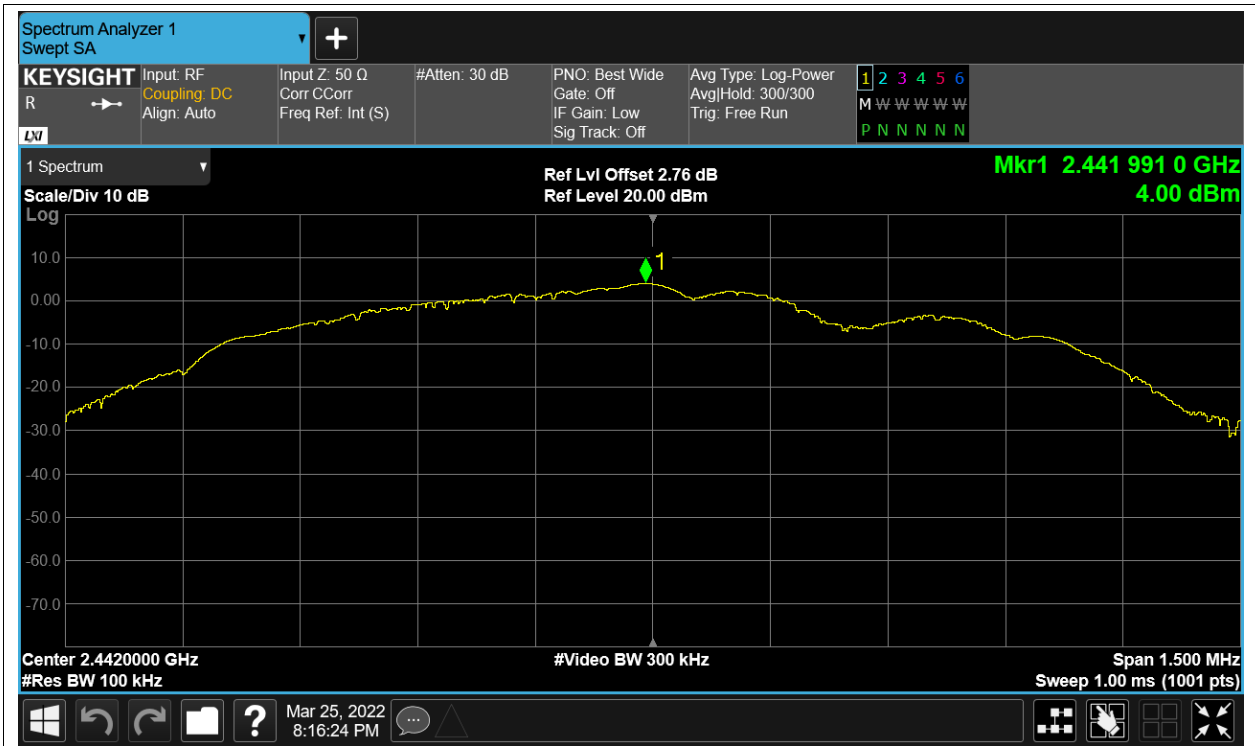 Spectrum Analyzer 1
Swept SA
KEYSIGHT
R
LXI
Input: RF
Coupling: DC
Align: Auto
Input Z: 50 Ω
Corr CCorr
Freq Ref: Int (S)
#Atten: 30 dB
PNO: Best Wide
Gate: Off
IF Gain: Low
Sig Track: Off
Avg Type: Log-Power
Avg|Hold: 300/300
Trig: Free Run
1 2 3 4 5 6
M W W W W W
P N N N N N
1 Spectrum
Scale/Div 10 dB
Log
Ref Lvl Offset 2.76 dB
Ref Level 20.00 dBm
Mkr1 2.441 991 0 GHz
4.00 dBm
1
10.0
0.00
-10.0
-20.0
-30.0
-40.0
-50.0
-60.0
-70.0
Center 2.4420000 GHz
#Res BW 100 kHz
#Video BW 300 kHz
Span 1.500 MHz
Sweep 1.00 ms (1001 pts)
?
Mar 25, 2022
8:16:24 PM